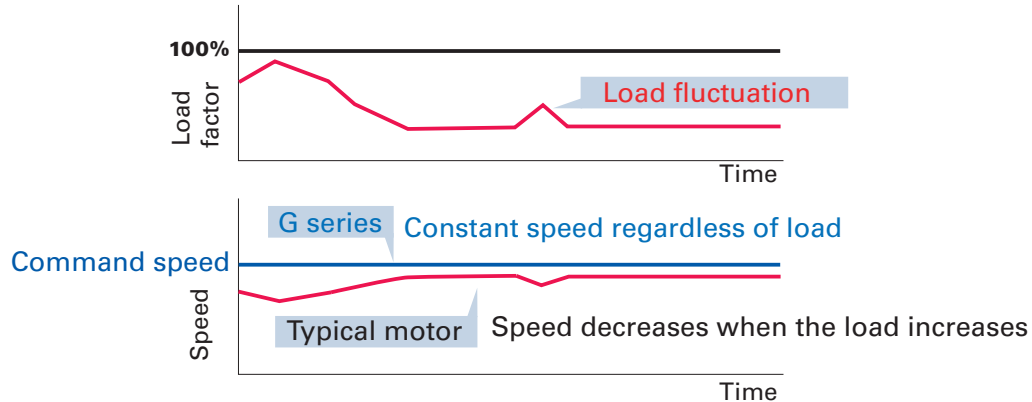 100%
Load
factor
Load fluctuation
Time
G series
Constant speed regardless of load
Command speed
Speed
Typical motor
Speed decreases when the load increases
Time